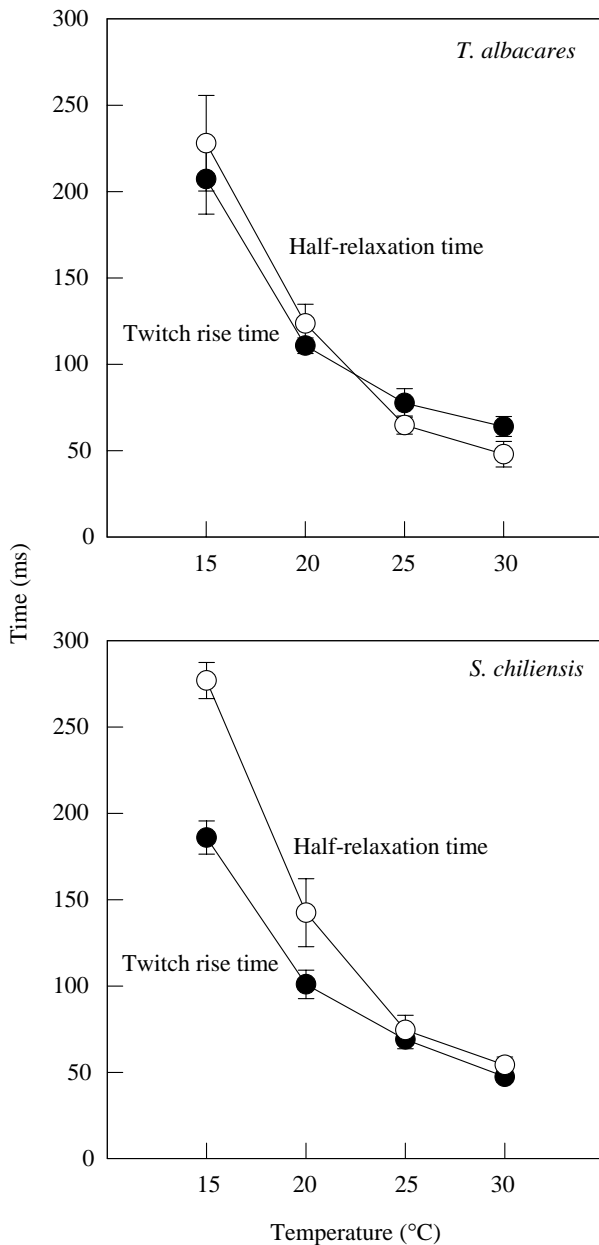 300
T. albacares
250
200
Half-relaxation time
150
Twitch rise time
100
50
0
15 20 25 30
Time (ms)
300
S. chiliensis
250
200
Half-relaxation time
150
Twitch rise time
100
50
0
15 20 25 30
Temperature (°C)